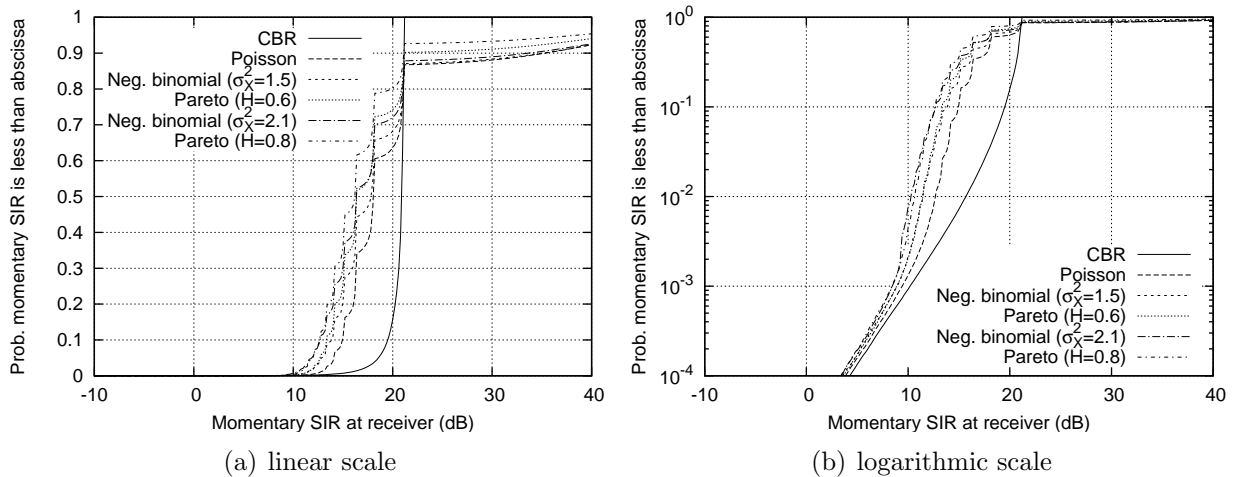 Prob. momentary SIR is less than abscissa
1
0.9
0.8
0.7
0.6
0.5
0.4
0.3
0.2
0.1
0
-10
0
10
20
30
40
CBR
Poisson
Neg. binomial (σ²X=1.5)
Pareto (H=0.6)
Neg. binomial (σ²X=2.1)
Pareto (H=0.8)
Momentary SIR at receiver (dB)
(a) linear scale
Prob. momentary SIR is less than abscissa
10⁰
10⁻¹
10⁻²
10⁻³
10⁻⁴
-10
0
10
20
30
40
CBR
Poisson
Neg. binomial (σ²X=1.5)
Pareto (H=0.6)
Neg. binomial (σ²X=2.1)
Pareto (H=0.8)
Momentary SIR at receiver (dB)
(b) logarithmic scale